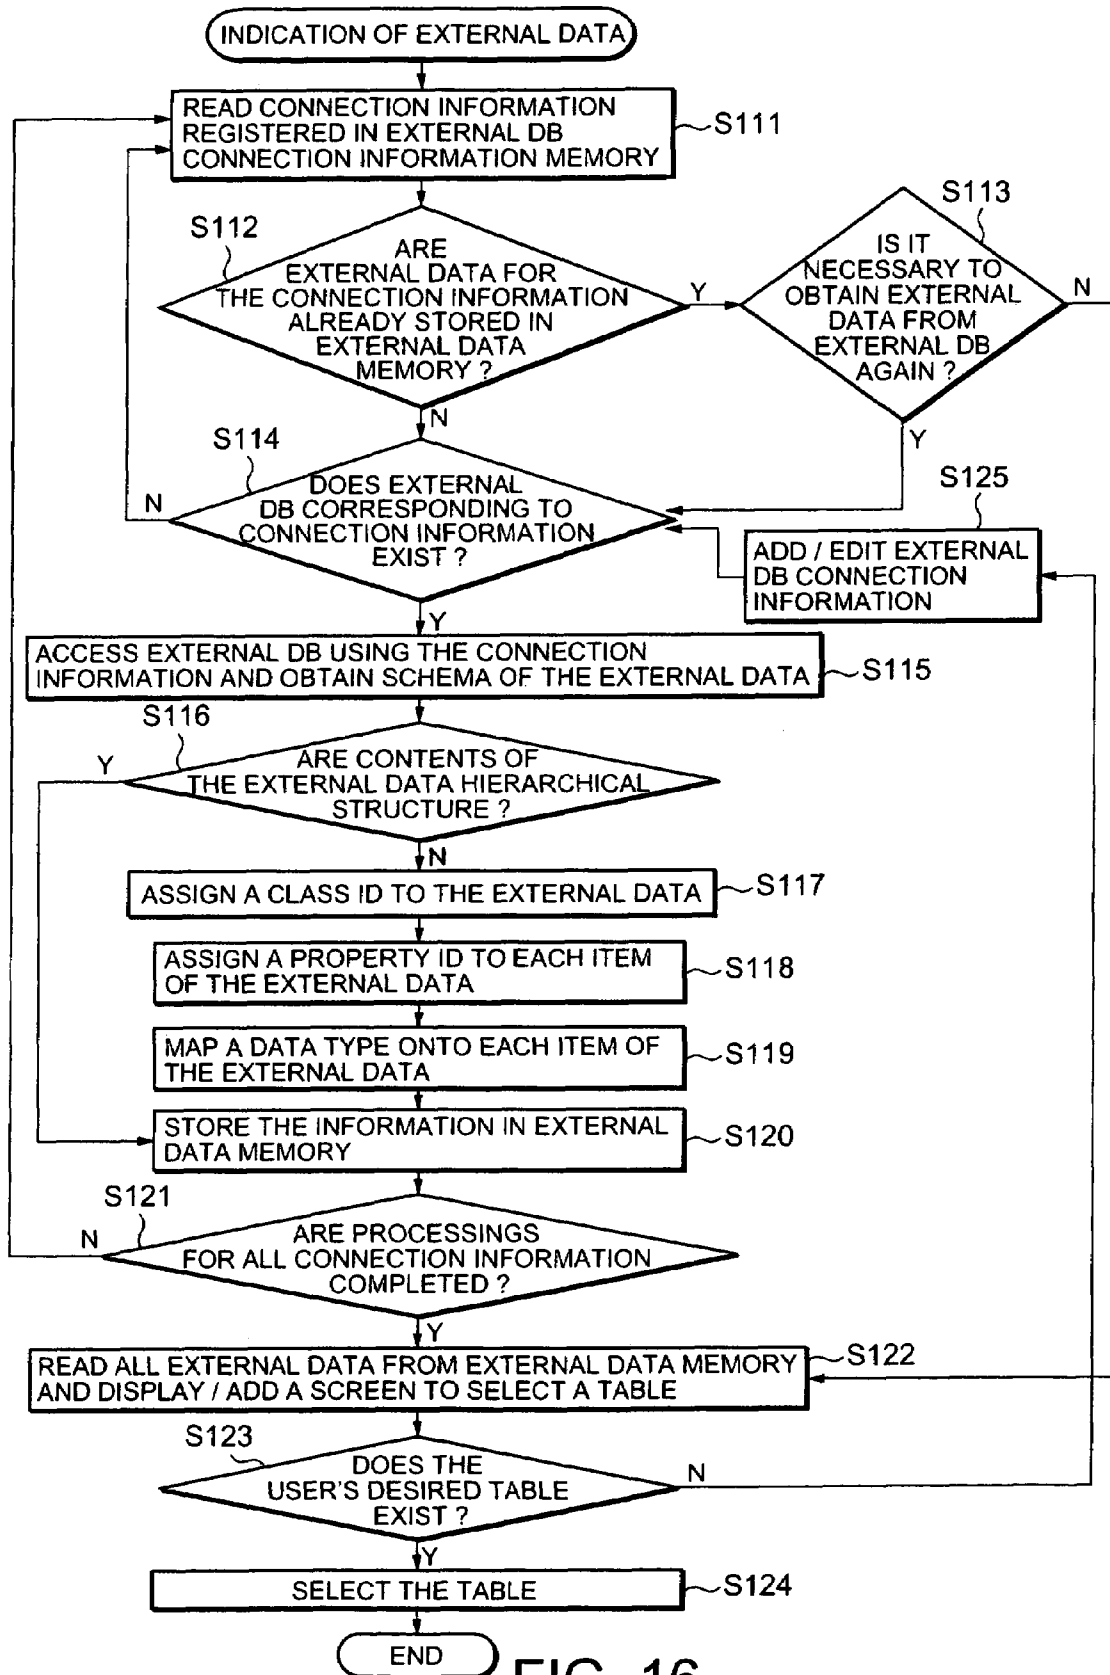 INDICATION OF EXTERNAL DATA
READ CONNECTION INFORMATION
REGISTERED IN EXTERNAL DB
CONNECTION INFORMATION MEMORY
S111
S112
ARE
EXTERNAL DATA FOR
THE CONNECTION INFORMATION
ALREADY STORED IN
EXTERNAL DATA
MEMORY ?
Y
N
S113
IS IT
NECESSARY TO
OBTAIN EXTERNAL
DATA FROM
EXTERNAL DB
AGAIN ?
N
Y
S114
DOES EXTERNAL
DB CORRESPONDING TO
CONNECTION INFORMATION
EXIST ?
N
Y
S125
ADD / EDIT EXTERNAL
DB CONNECTION
INFORMATION
ACCESS EXTERNAL DB USING THE CONNECTION
INFORMATION AND OBTAIN SCHEMA OF THE EXTERNAL DATA
S115
S116
ARE CONTENTS OF
THE EXTERNAL DATA HIERARCHICAL
STRUCTURE ?
Y
N
ASSIGN A CLASS ID TO THE EXTERNAL DATA
S117
ASSIGN A PROPERTY ID TO EACH ITEM
OF THE EXTERNAL DATA
S118
MAP A DATA TYPE ONTO EACH ITEM OF
THE EXTERNAL DATA
S119
STORE THE INFORMATION IN EXTERNAL
DATA MEMORY
S120
S121
ARE PROCESSINGS
FOR ALL CONNECTION INFORMATION
COMPLETED ?
N
Y
READ ALL EXTERNAL DATA FROM EXTERNAL DATA MEMORY
AND DISPLAY / ADD A SCREEN TO SELECT A TABLE
S122
S123
DOES THE
USER'S DESIRED TABLE
EXIST ?
N
Y
SELECT THE TABLE
S124
END
FIG. 16